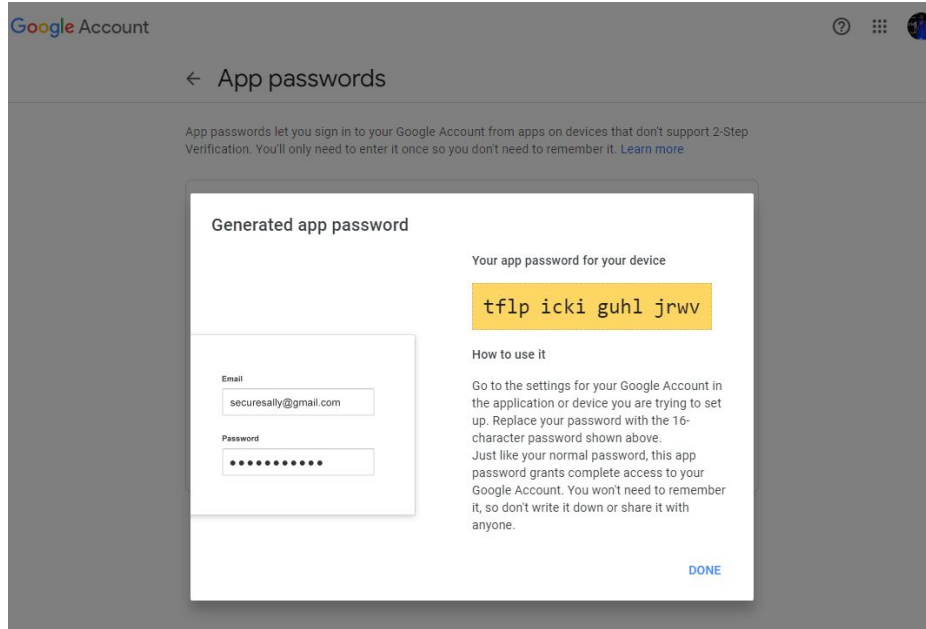 Google Account
App passwords
App passwords let you sign in to your Google Account from apps on devices that don't support 2-Step
Verification. You'll only need to enter it once so you don't need to remember it. Learn more
Generated app password
Email
securesally@gmail.com
Password
•••••••••••
Your app password for your device
tflp icki guhl jrwv
How to use it
Go to the settings for your Google Account in
the application or device you are trying to set
up. Replace your password with the 16-
character password shown above.
Just like your normal password, this app
password grants complete access to your
Google Account. You won't need to remember
it, so don't write it down or share it with
anyone.
DONE